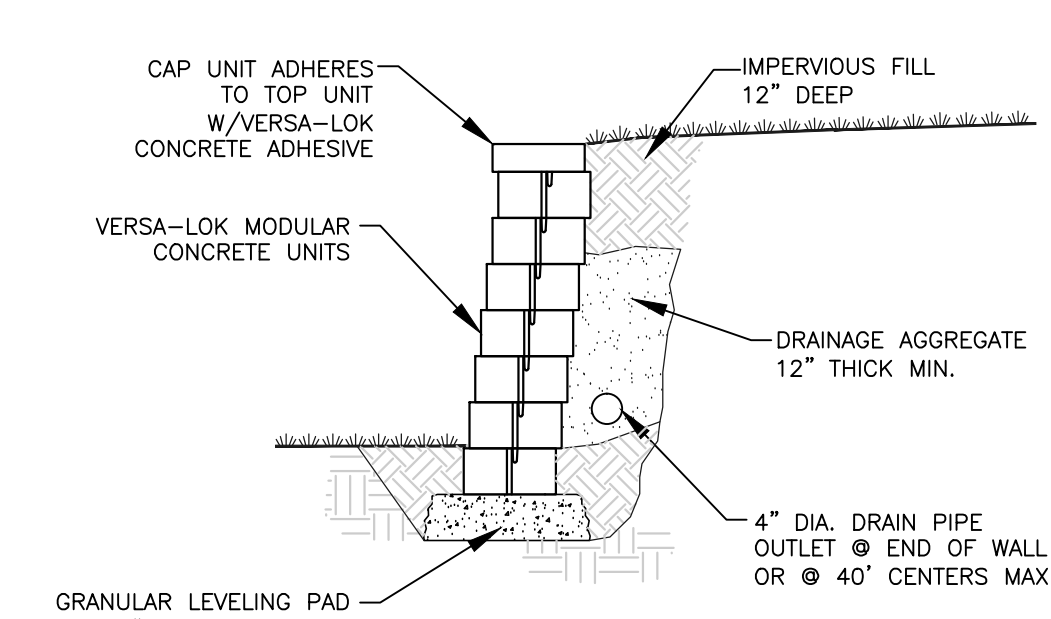 CAP UNIT ADHERES
TO TOP UNIT
W/VERSA-LOK
CONCRETE ADHESIVE
IMPERVIOUS FILL
12" DEEP
VERSA-LOK MODULAR
CONCRETE UNITS
DRAINAGE AGGREGATE
12" THICK MIN.
4" DIA. DRAIN PIPE
OUTLET @ END OF WALL
OR @ 40' CENTERS MAX
GRANULAR LEVELING PAD